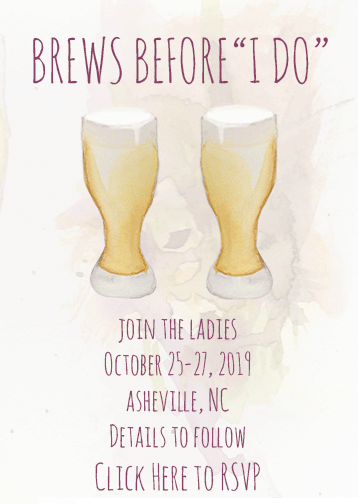 BREWS BEFORE “I DO”
JOIN THE LADIES
OCTOBER 25-27, 2019
ASHEVILLE, NC
DETAILS TO FOLLOW
CLICK HERE TO RSVP